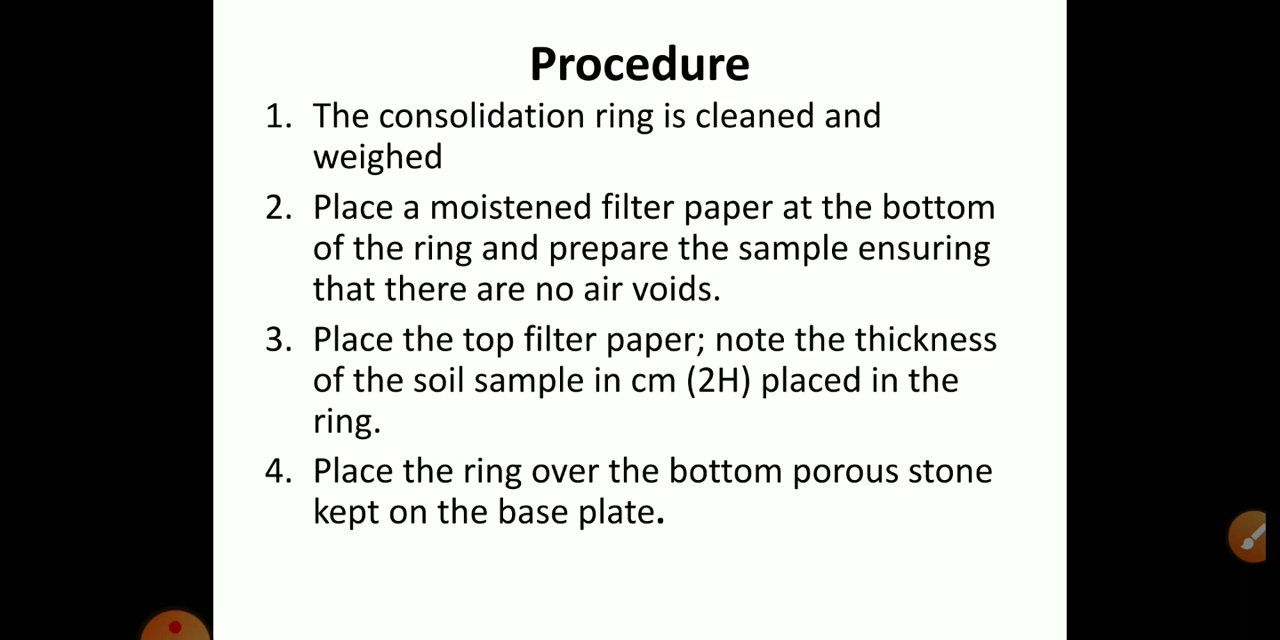 Procedure
1. The consolidation ring is cleaned and
weighed
2. Place a moistened filter paper at the bottom
of the ring and prepare the sample ensuring
that there are no air voids.
3. Place the top filter paper; note the thickness
of the soil sample in cm (2H) placed in the
ring.
4. Place the ring over the bottom porous stone
kept on the base plate.